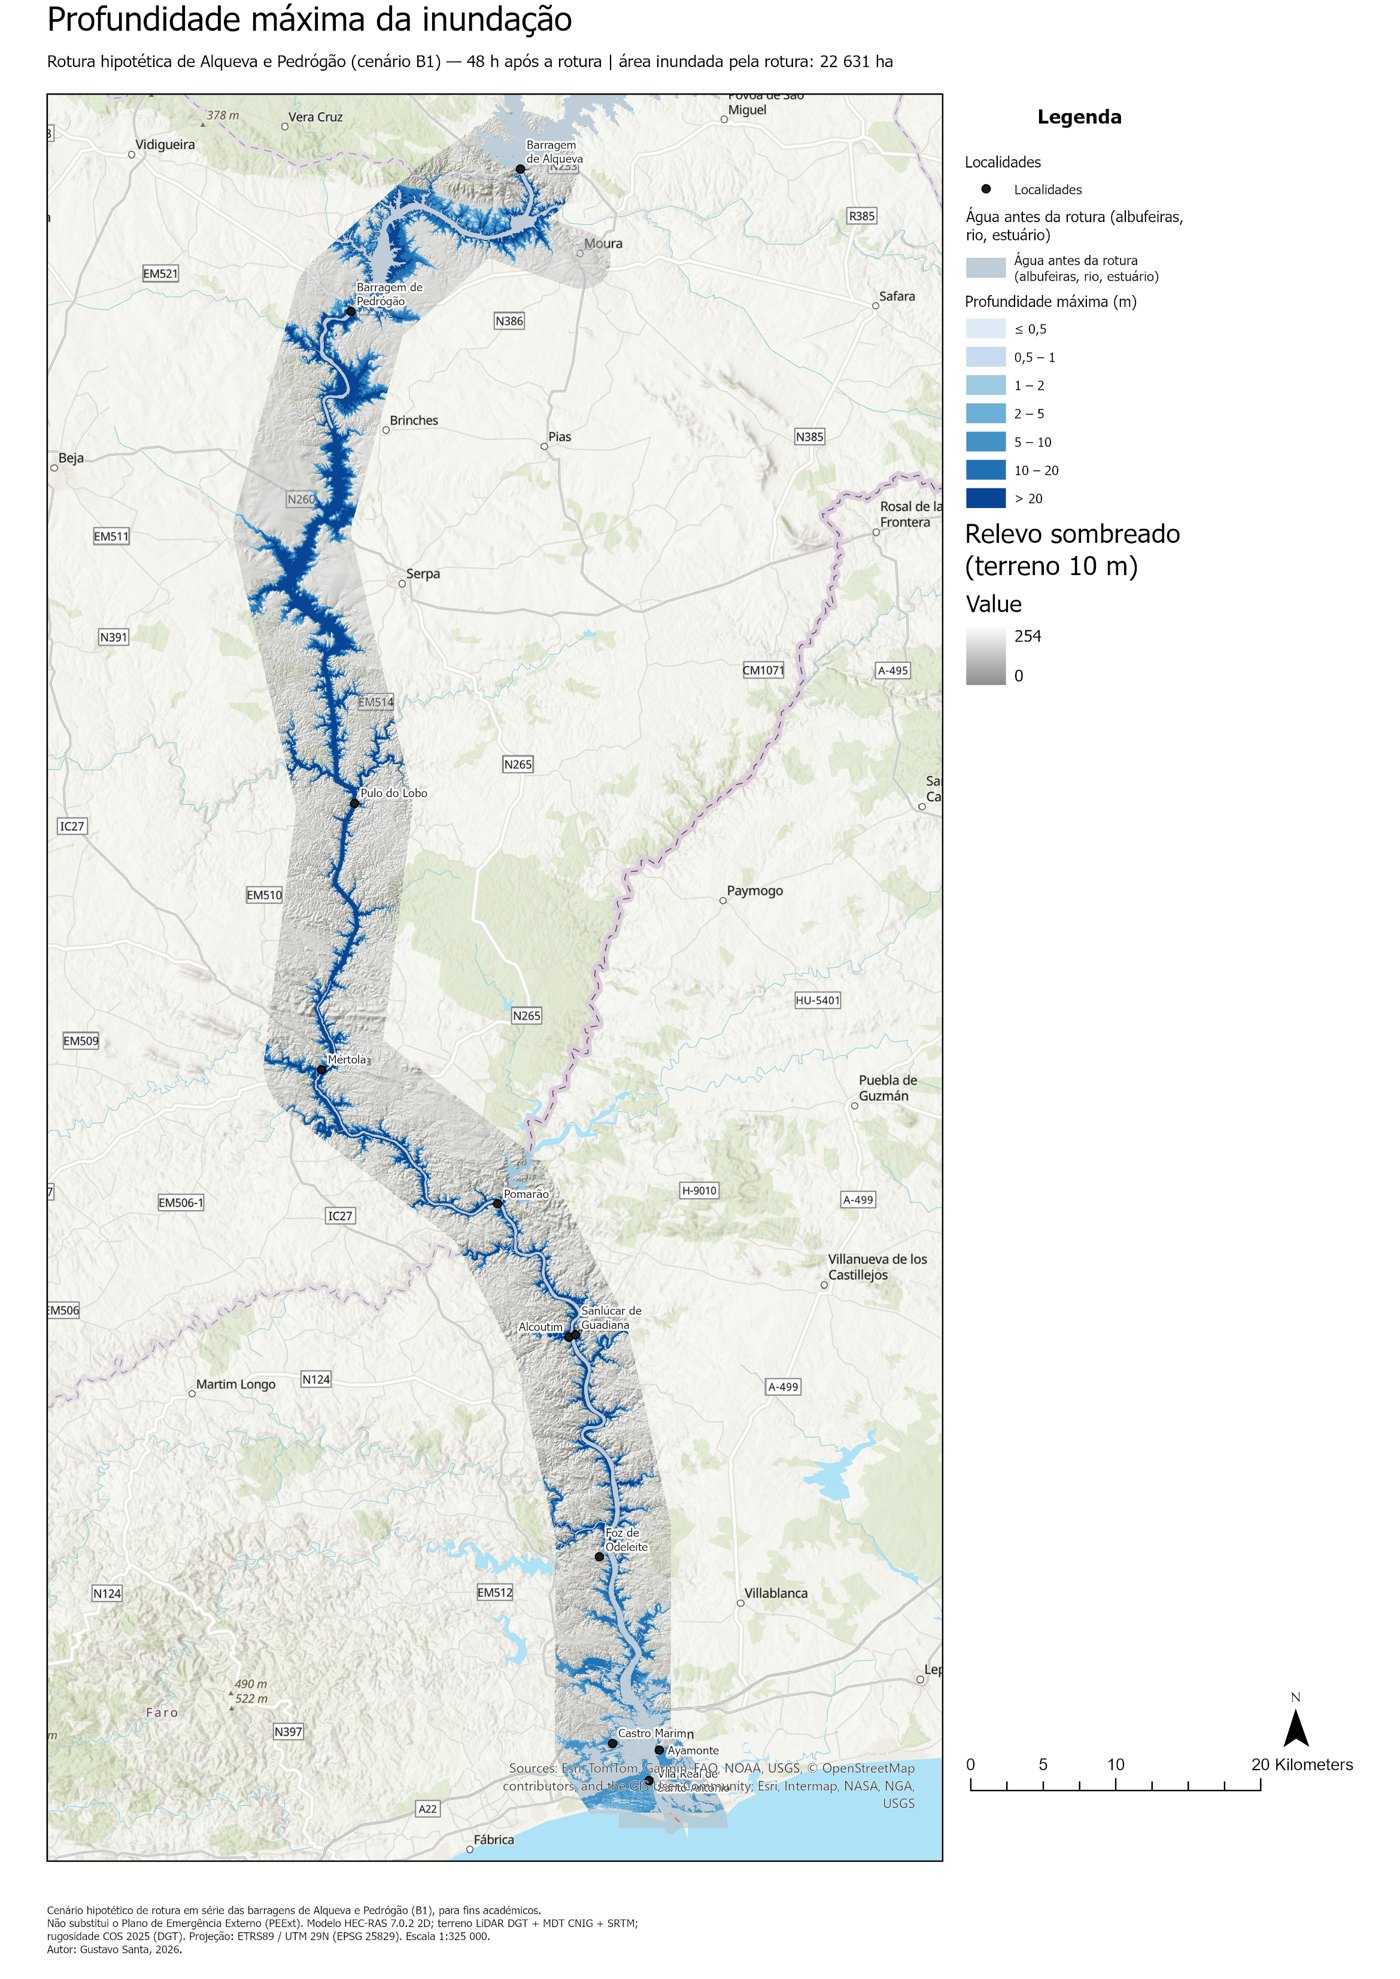 Profundidade máxima da inundação
Rotura hipotética de Alqueva e Pedrógão (cenário B1) — 48 h após a rotura | área inundada pela rotura: 22 631 ha
Póvoa de São
Miguel
378 m
Vera Cruz
Vidigueira
Barragem
de Alqueva
N255
R385
Moura
EM521
Barragem de
Pedrógão
Safara
N386
Brinches
Pias
N385
Beja
N260
Rosal de la
Frontera
EM511
Serpa
N391
CM1071
A-495
EM514
N265
Pulo do Lobo
IC27
Paymogo
EM510
HU-5401
N265
EM509
Mértola
Puebla de
Guzmán
Pomarão
H-9010
A-499
EM506-1
IC27
Villanueva de los
Castillejos
EM506
Sanlúcar de
Guadiana
Alcoutim
N124
Martim Longo
A-499
Foz de
Odeleite
N124
EM512
Villablanca
490 m
522 m
Faro
N397
Castro Marim
Ayamonte
Vila Real de
Santo António
A22
Fábrica
Sources: Esri, TomTom, Garmin, FAO, NOAA, USGS, © OpenStreetMap
contributors, and the GIS User Community; Esri, Intermap, NASA, NGA,
USGS
Legenda
Localidades
Localidades
Água antes da rotura (albufeiras,
rio, estuário)
Água antes da rotura
(albufeiras, rio, estuário)
Profundidade máxima (m)
≤ 0,5
0,5 – 1
1 – 2
2 – 5
5 – 10
10 – 20
> 20
Relevo sombreado
(terreno 10 m)
Value
254
0
N
0 5 10 20 Kilometers
Cenário hipotético de rotura em série das barragens de Alqueva e Pedrógão (B1), para fins académicos.
Não substitui o Plano de Emergência Externo (PEExt). Modelo HEC-RAS 7.0.2 2D; terreno LiDAR DGT + MDT CNIG + SRTM;
rugosidade COS 2025 (DGT). Projeção: ETRS89 / UTM 29N (EPSG 25829). Escala 1:325 000.
Autor: Gustavo Santa, 2026.